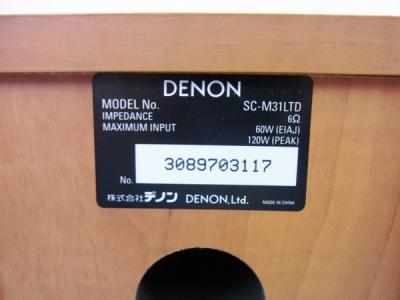 DENON
MODEL No. SC-M31LTD
IMPEDANCE 6Ω
MAXIMUM INPUT 60W (EIAJ)
120W (PEAK)
No. 3089703117
株式会社 デノン DENON, Ltd. MADE IN CHINA